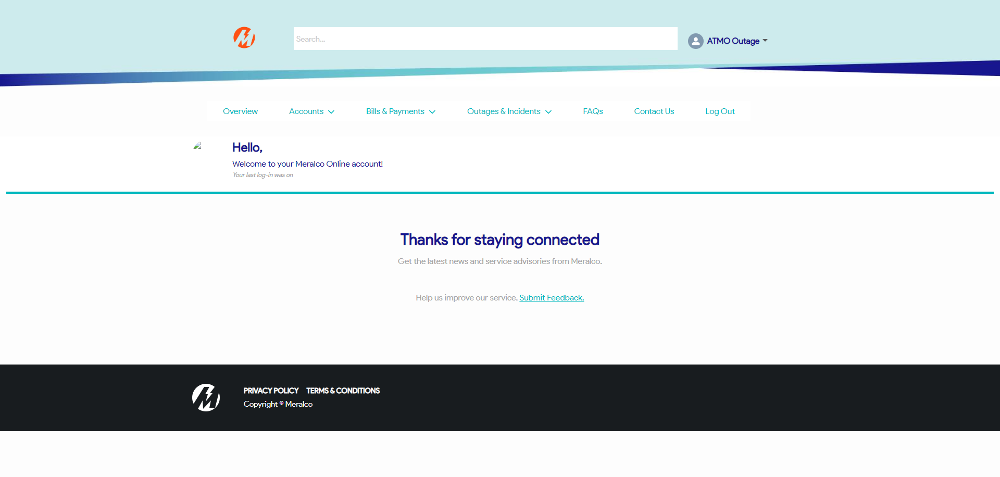 Search...
ATMO Outage
Overview Accounts Bills & Payments Outages & Incidents FAQs Contact Us Log Out
Hello,
Welcome to your Meralco Online account!
Your last log-in was on
Thanks for staying connected
Get the latest news and service advisories from Meralco.
Help us improve our service. Submit Feedback.
PRIVACY POLICY TERMS & CONDITIONS
Copyright © Meralco